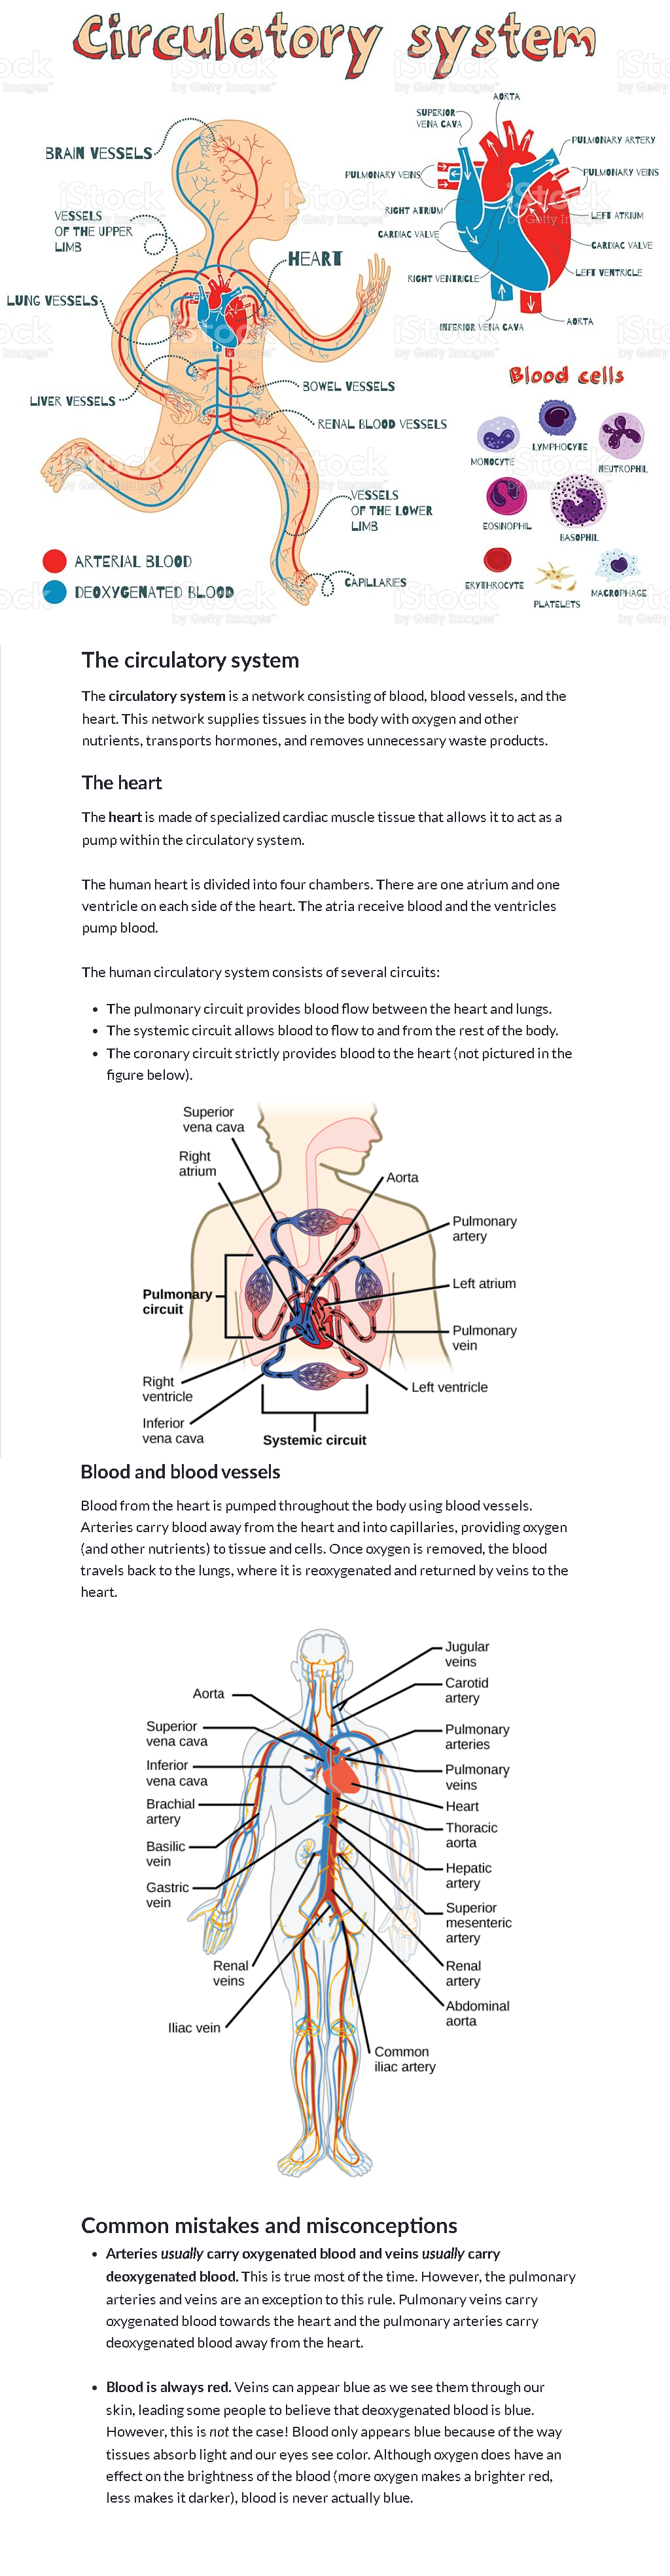 Circulatory system
BRAIN VESSELS
VESSELS
OF THE UPPER
LIMB
LUNG VESSELS
LIVER VESSELS
HEART
BOWEL VESSELS
RENAL BLOOD VESSELS
VESSELS
OF THE LOWER
LIMB
CAPILLARIES
ARTERIAL BLOOD
DEOXYGENATED BLOOD
AORTA
SUPERIOR
VENA CAVA
PULMONARY ARTERY
PULMONARY VEINS
PULMONARY VEINS
RIGHT ATRIUM
LEFT ATRIUM
CARDIAC VALVE
CARDIAC VALVE
RIGHT VENTRICLE
LEFT VENTRICLE
INFERIOR VENA CAVA
AORTA
Blood cells
MONOCYTE
LYMPHOCYTE
NEUTROPHIL
EOSINOPHIL
BASOPHIL
ERYTHROCYTE
PLATELETS
MACROPHAGE
iStock
by Getty Images™
The circulatory system
The circulatory system is a network consisting of blood, blood vessels, and the
heart. This network supplies tissues in the body with oxygen and other
nutrients, transports hormones, and removes unnecessary waste products.
The heart
The heart is made of specialized cardiac muscle tissue that allows it to act as a
pump within the circulatory system.
The human heart is divided into four chambers. There are one atrium and one
ventricle on each side of the heart. The atria receive blood and the ventricles
pump blood.
The human circulatory system consists of several circuits:
• The pulmonary circuit provides blood flow between the heart and lungs.
• The systemic circuit allows blood to flow to and from the rest of the body.
• The coronary circuit strictly provides blood to the heart (not pictured in the
figure below).
Superior
vena cava
Right
atrium
Aorta
Pulmonary
artery
Left atrium
Pulmonary
circuit
Pulmonary
vein
Right
ventricle
Left ventricle
Inferior
vena cava
Systemic circuit
Blood and blood vessels
Blood from the heart is pumped throughout the body using blood vessels.
Arteries carry blood away from the heart and into capillaries, providing oxygen
(and other nutrients) to tissue and cells. Once oxygen is removed, the blood
travels back to the lungs, where it is reoxygenated and returned by veins to the
heart.
Jugular
veins
Carotid
artery
Aorta
Superior
vena cava
Pulmonary
arteries
Inferior
vena cava
Pulmonary
veins
Brachial
artery
Heart
Thoracic
aorta
Basilic
vein
Hepatic
artery
Gastric
vein
Superior
mesenteric
artery
Renal
veins
Renal
artery
Abdominal
aorta
Iliac vein
Common
iliac artery
Common mistakes and misconceptions
• Arteries usually carry oxygenated blood and veins usually carry
deoxygenated blood. This is true most of the time. However, the pulmonary
arteries and veins are an exception to this rule. Pulmonary veins carry
oxygenated blood towards the heart and the pulmonary arteries carry
deoxygenated blood away from the heart.
• Blood is always red. Veins can appear blue as we see them through our
skin, leading some people to believe that deoxygenated blood is blue.
However, this is not the case! Blood only appears blue because of the way
tissues absorb light and our eyes see color. Although oxygen does have an
effect on the brightness of the blood (more oxygen makes a brighter red,
less makes it darker), blood is never actually blue.